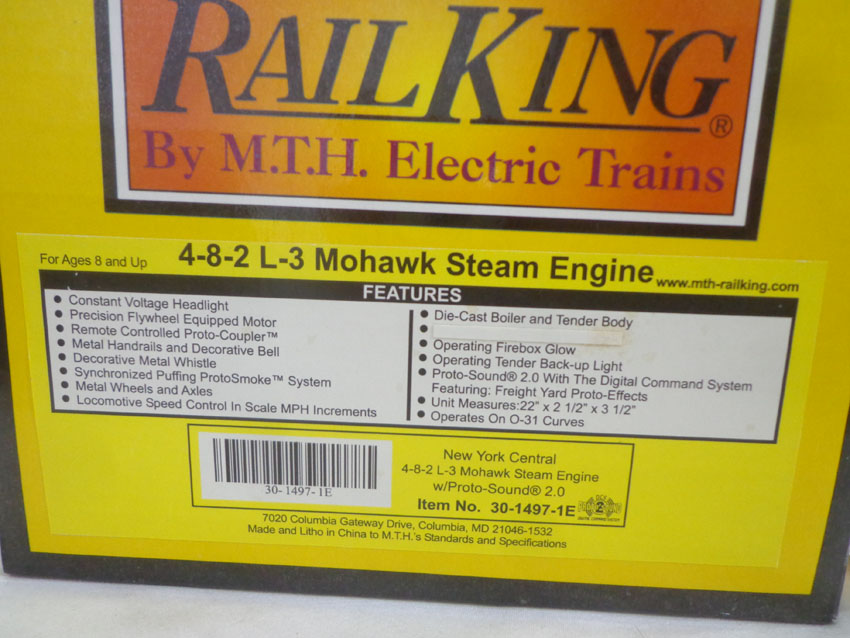 RAILKING®
By M.T.H. Electric Trains
For Ages 8 and Up
4-8-2 L-3 Mohawk Steam Engine
www.mth-railking.com
FEATURES
• Constant Voltage Headlight
• Precision Flywheel Equipped Motor
• Remote Controlled Proto-Coupler™
• Metal Handrails and Decorative Bell
• Decorative Metal Whistle
• Synchronized Puffing ProtoSmoke™ System
• Metal Wheels and Axles
• Locomotive Speed Control In Scale MPH Increments
• Die-Cast Boiler and Tender Body
• Operating Firebox Glow
• Operating Tender Back-up Light
• Proto-Sound® 2.0 With The Digital Command System
Featuring: Freight Yard Proto-Effects
• Unit Measures:22" x 2 1/2" x 3 1/2"
• Operates On O-31 Curves
30-1497-1E
New York Central
4-8-2 L-3 Mohawk Steam Engine
w/Proto-Sound® 2.0
Item No. 30-1497-1E
7020 Columbia Gateway Drive, Columbia, MD 21046-1532
Made and Litho in China to M.T.H.'s Standards and Specifications